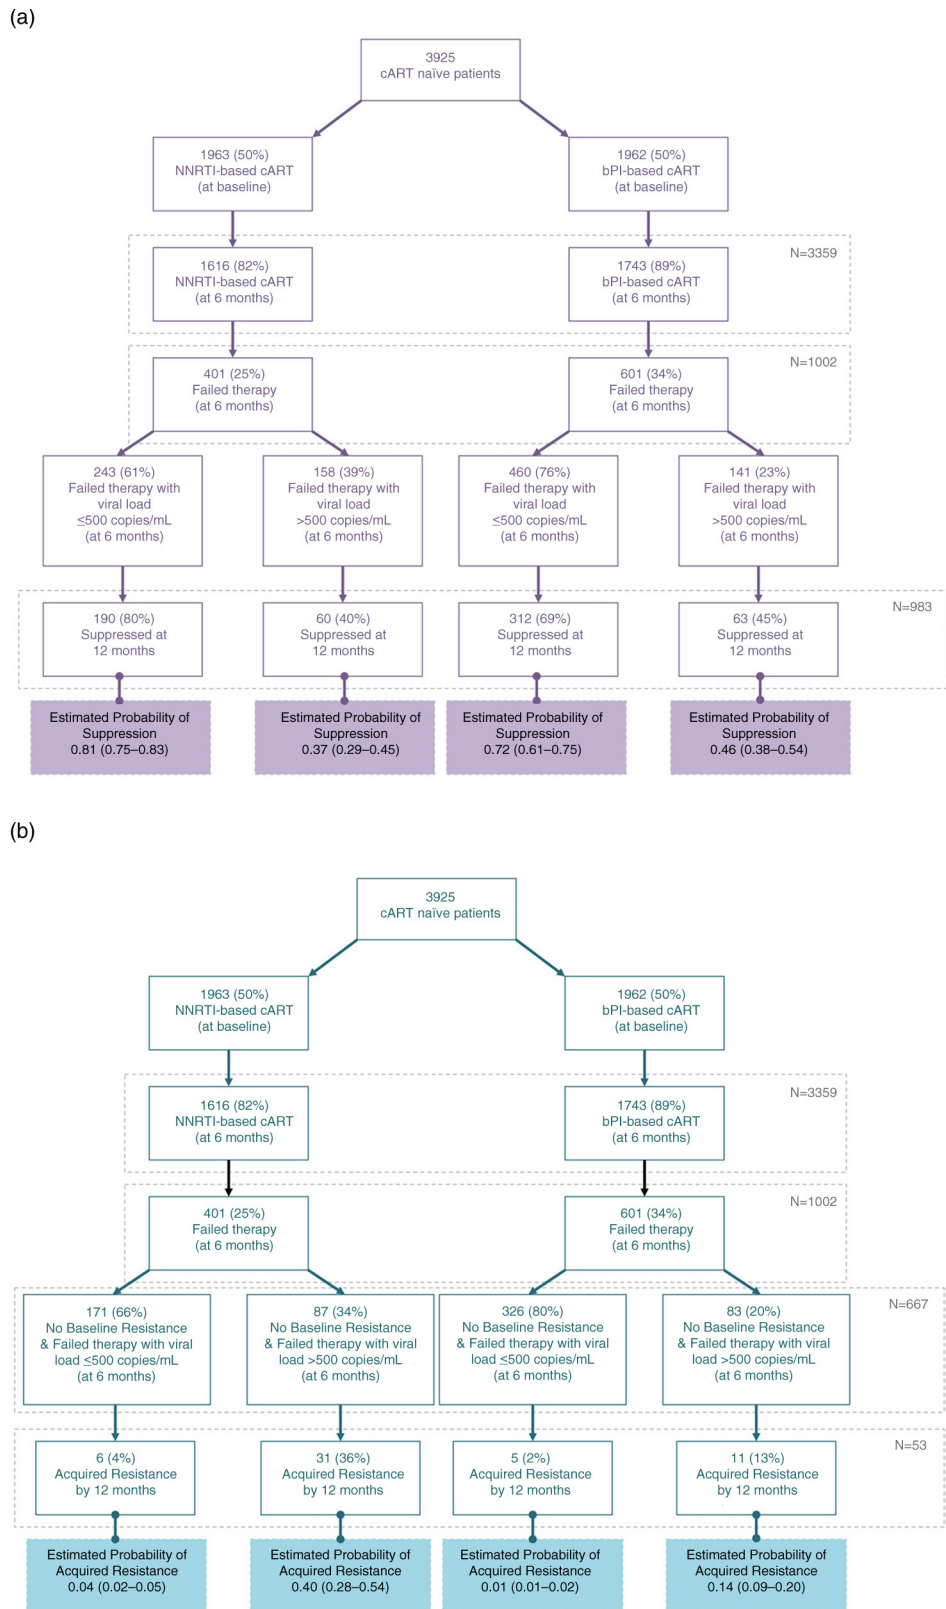 (a)
3925
cART naïve patients
1963 (50%)
NNRTI-based cART
(at baseline)
1962 (50%)
bPI-based cART
(at baseline)
N=3359
1616 (82%)
NNRTI-based cART
(at 6 months)
1743 (89%)
bPI-based cART
(at 6 months)
N=1002
401 (25%)
Failed therapy
(at 6 months)
601 (34%)
Failed therapy
(at 6 months)
243 (61%)
Failed therapy with
viral load
≤500 copies/mL
(at 6 months)
158 (39%)
Failed therapy with
viral load
>500 copies/mL
(at 6 months)
460 (76%)
Failed therapy with
viral load
≤500 copies/mL
(at 6 months)
141 (23%)
Failed therapy with
viral load
>500 copies/mL
(at 6 months)
N=983
190 (80%)
Suppressed at
12 months
60 (40%)
Suppressed at
12 months
312 (69%)
Suppressed at
12 months
63 (45%)
Suppressed at
12 months
Estimated Probability of
Suppression
0.81 (0.75–0.83)
Estimated Probability of
Suppression
0.37 (0.29–0.45)
Estimated Probability of
Suppression
0.72 (0.61–0.75)
Estimated Probability of
Suppression
0.46 (0.38–0.54)
(b)
3925
cART naïve patients
1963 (50%)
NNRTI-based cART
(at baseline)
1962 (50%)
bPI-based cART
(at baseline)
N=3359
1616 (82%)
NNRTI-based cART
(at 6 months)
1743 (89%)
bPI-based cART
(at 6 months)
N=1002
401 (25%)
Failed therapy
(at 6 months)
601 (34%)
Failed therapy
(at 6 months)
N=667
171 (66%)
No Baseline Resistance
& Failed therapy with viral
load ≤500 copies/mL
(at 6 months)
87 (34%)
No Baseline Resistance
& Failed therapy with viral
load >500 copies/mL
(at 6 months)
326 (80%)
No Baseline Resistance
& Failed therapy with viral
load ≤500 copies/mL
(at 6 months)
83 (20%)
No Baseline Resistance
& Failed therapy with viral
load >500 copies/mL
(at 6 months)
N=53
6 (4%)
Acquired Resistance
by 12 months
31 (36%)
Acquired Resistance
by 12 months
5 (2%)
Acquired Resistance
by 12 months
11 (13%)
Acquired Resistance
by 12 months
Estimated Probability of
Acquired Resistance
0.04 (0.02–0.05)
Estimated Probability of
Acquired Resistance
0.40 (0.28–0.54)
Estimated Probability of
Acquired Resistance
0.01 (0.01–0.02)
Estimated Probability of
Acquired Resistance
0.14 (0.09–0.20)